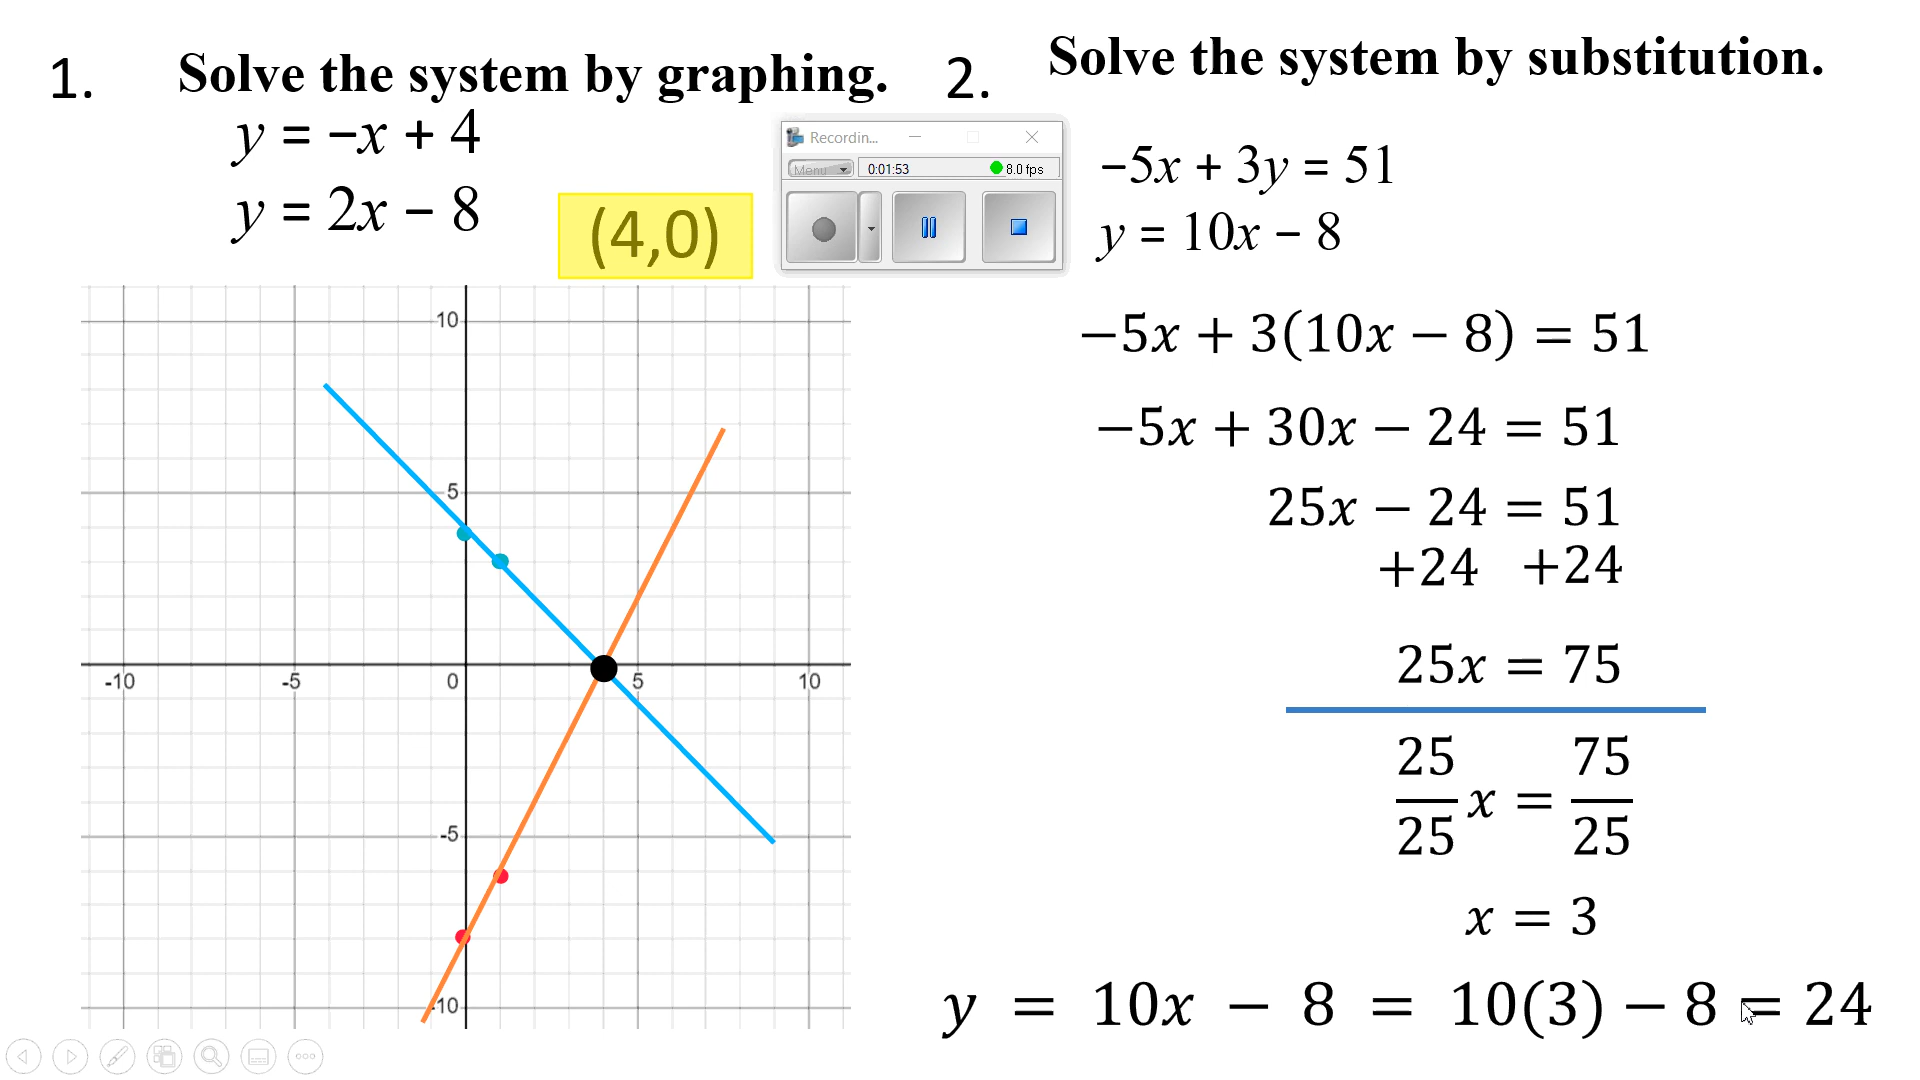 1.
Solve the system by graphing.
y = −x + 4
y = 2x − 8
(4,0)
10
5
-10
-5
0
5
10
-5
-10
Recordin...
Menu
0:01:53
8.0 fps
2.
Solve the system by substitution.
−5x + 3y = 51
y = 10x − 8
−5x + 3(10x − 8) = 51
−5x + 30x − 24 = 51
25x − 24 = 51
+24 +24
25x = 75
25/25 x = 75/25
x = 3
y = 10x − 8 = 10(3) − 8 = 24